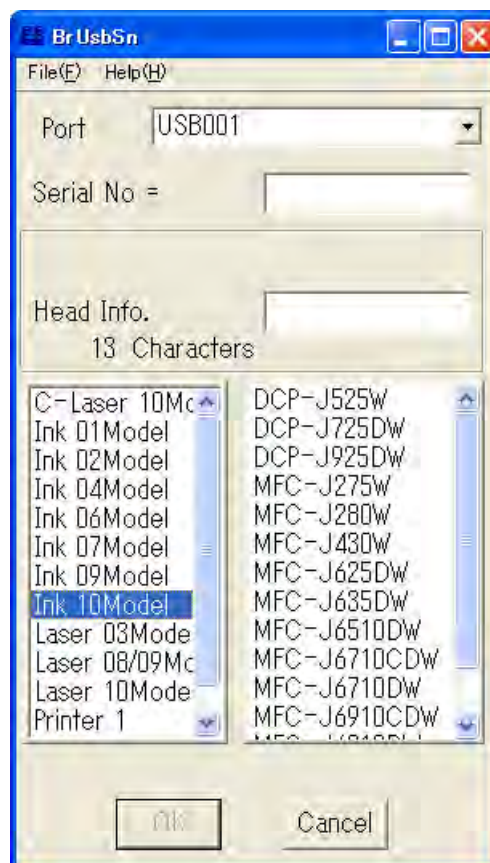 BrUsbSn
File(F) Help(H)
Port USB001
Serial No =
Head Info.
13 Characters
C-Laser 10Mc
Ink 01Model
Ink 02Model
Ink 04Model
Ink 06Model
Ink 07Model
Ink 09Model
Ink 10Model
Laser 03Mode
Laser 08/09Mc
Laser 10Mode
Printer 1
DCP-J525W
DCP-J725DW
DCP-J925DW
MFC-J275W
MFC-J280W
MFC-J430W
MFC-J625DW
MFC-J635DW
MFC-J6510DW
MFC-J6710CDW
MFC-J6710DW
MFC-J6910CDW
OK Cancel